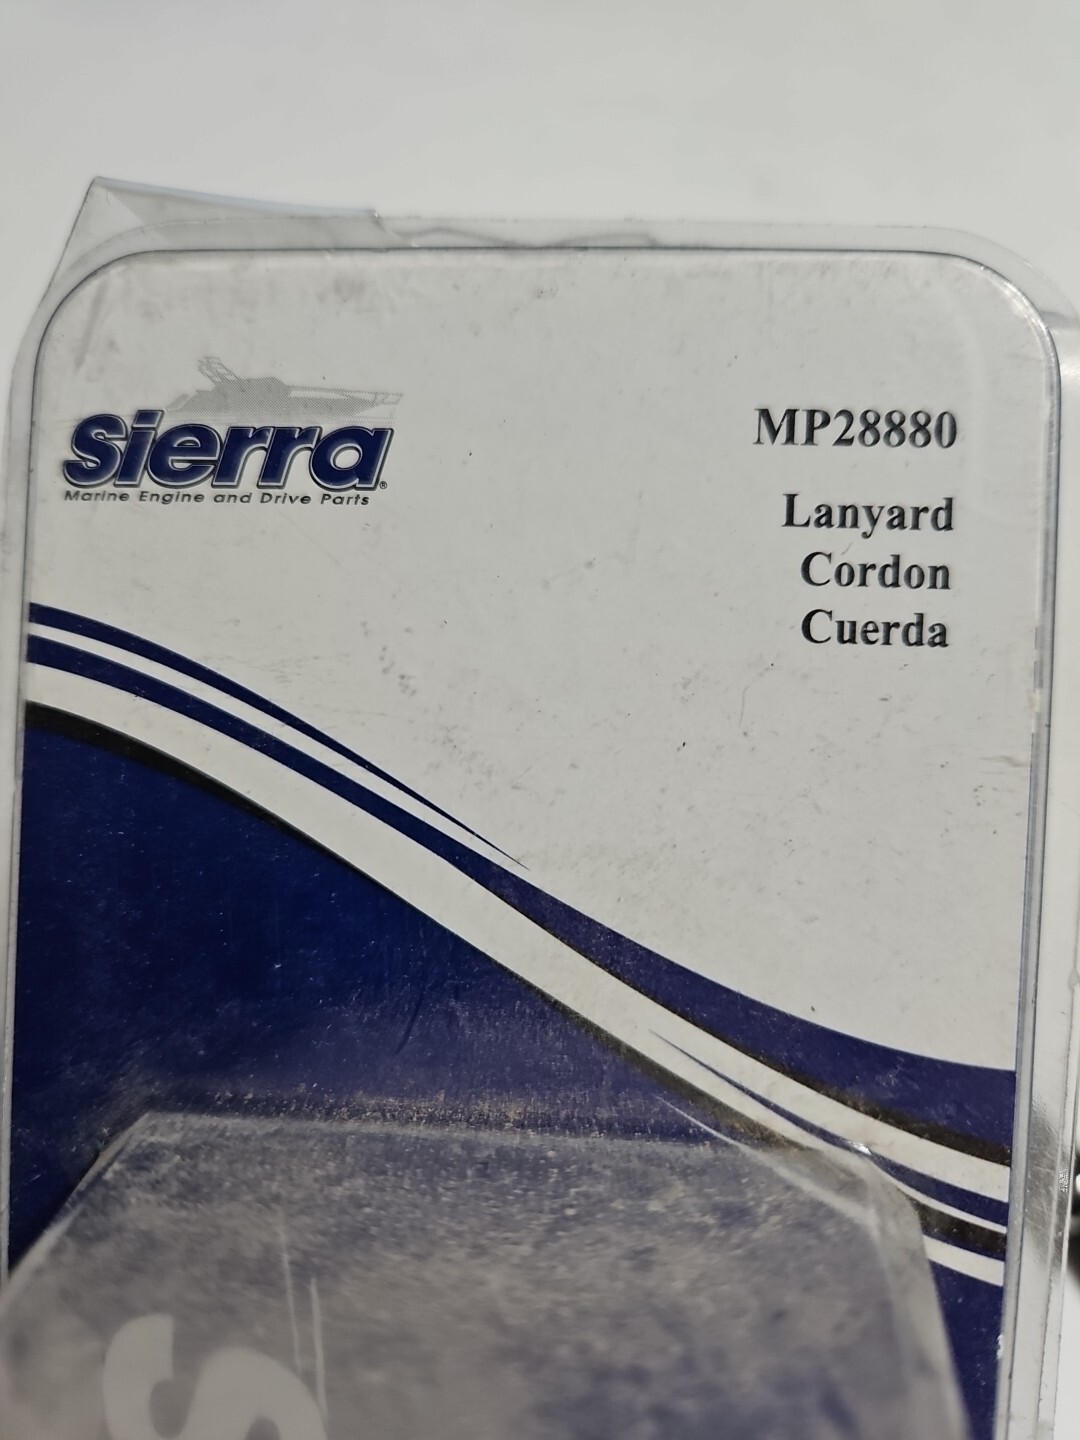 sierra®
Marine Engine and Drive Parts
MP28880
Lanyard
Cordon
Cuerda
S